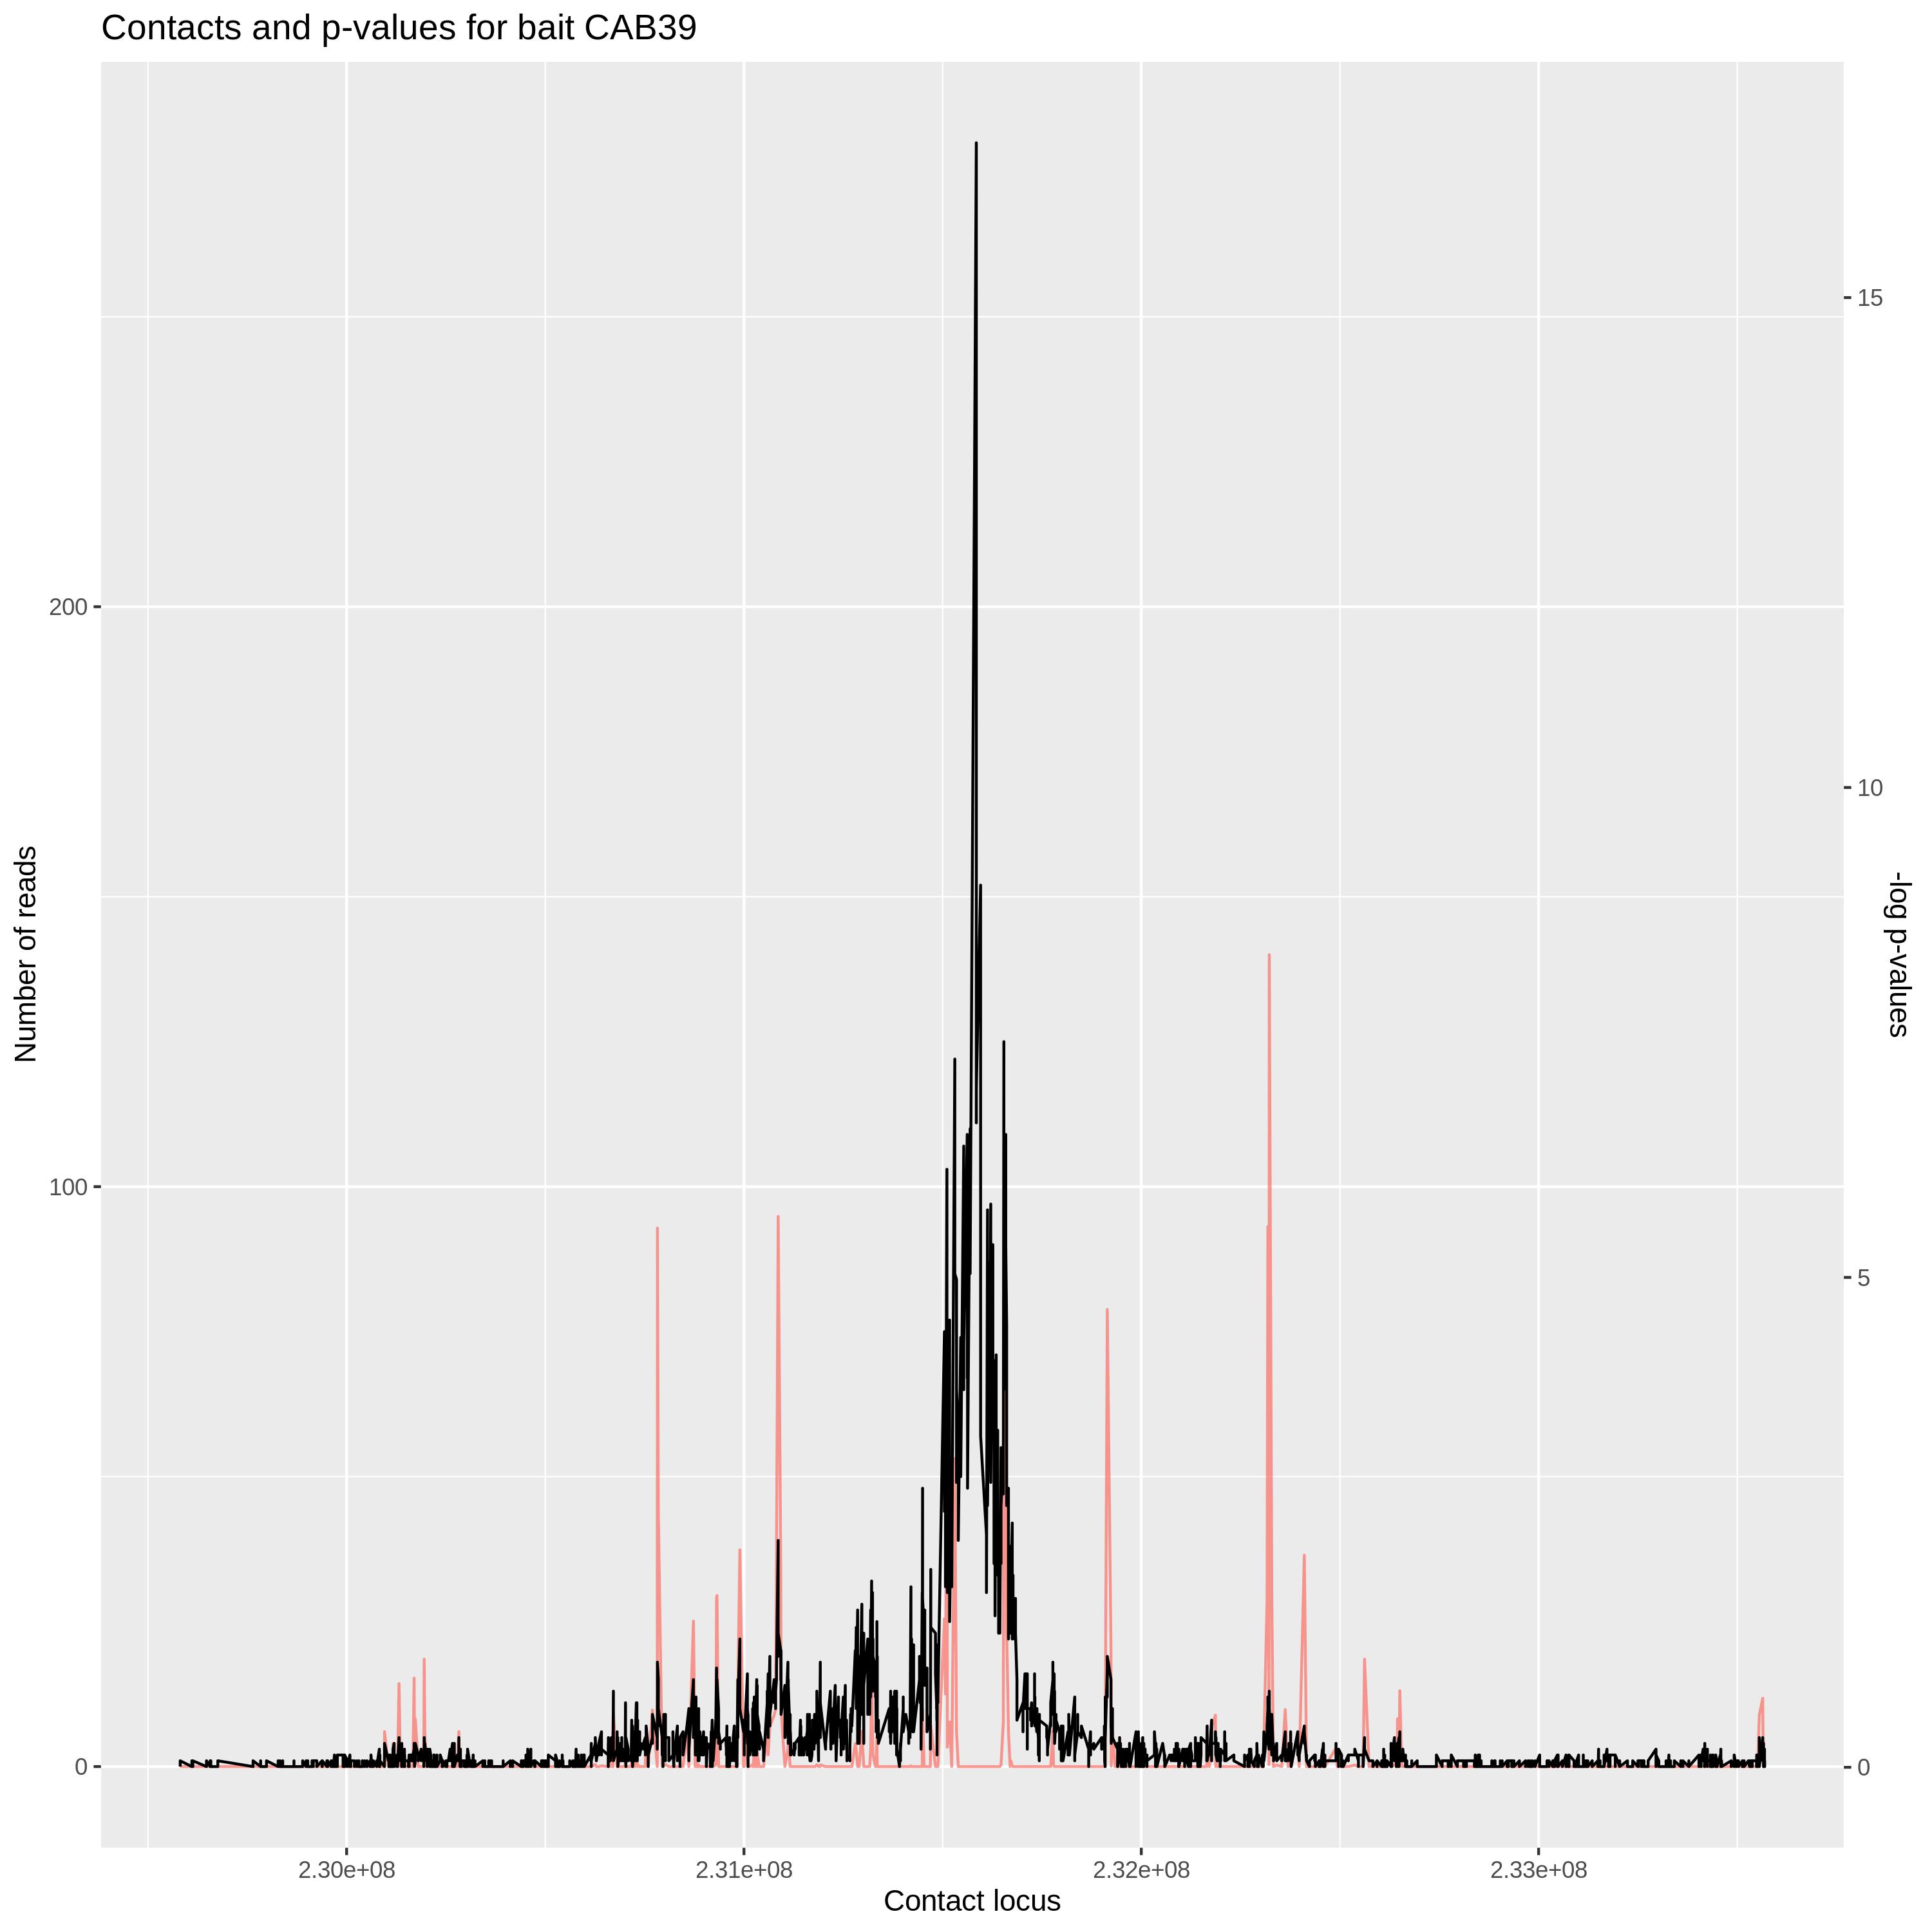 Contacts and p-values for bait CAB39
Number of reads
200
100
0
15
10
5
0
-log p-values
2.30e+08
2.31e+08
2.32e+08
2.33e+08
Contact locus